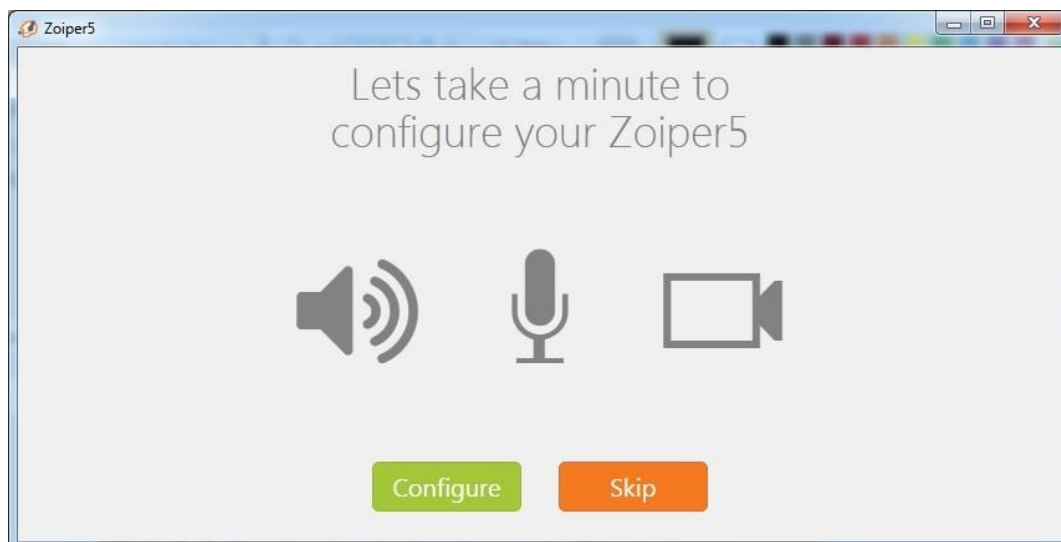 Zoiper5
Lets take a minute to
configure your Zoiper5
Configure
Skip